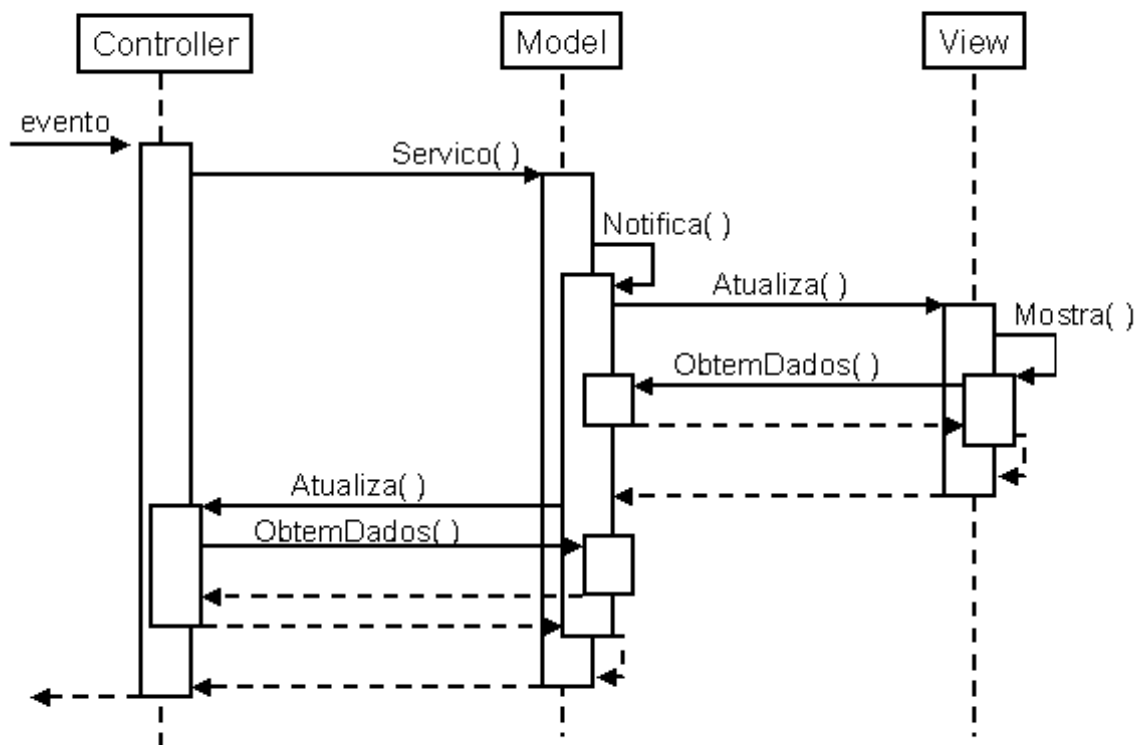 Controller
Model
View
evento
Servico( )
Notifica( )
Atualiza( )
Mostra( )
ObtemDados( )
Atualiza( )
ObtemDados( )